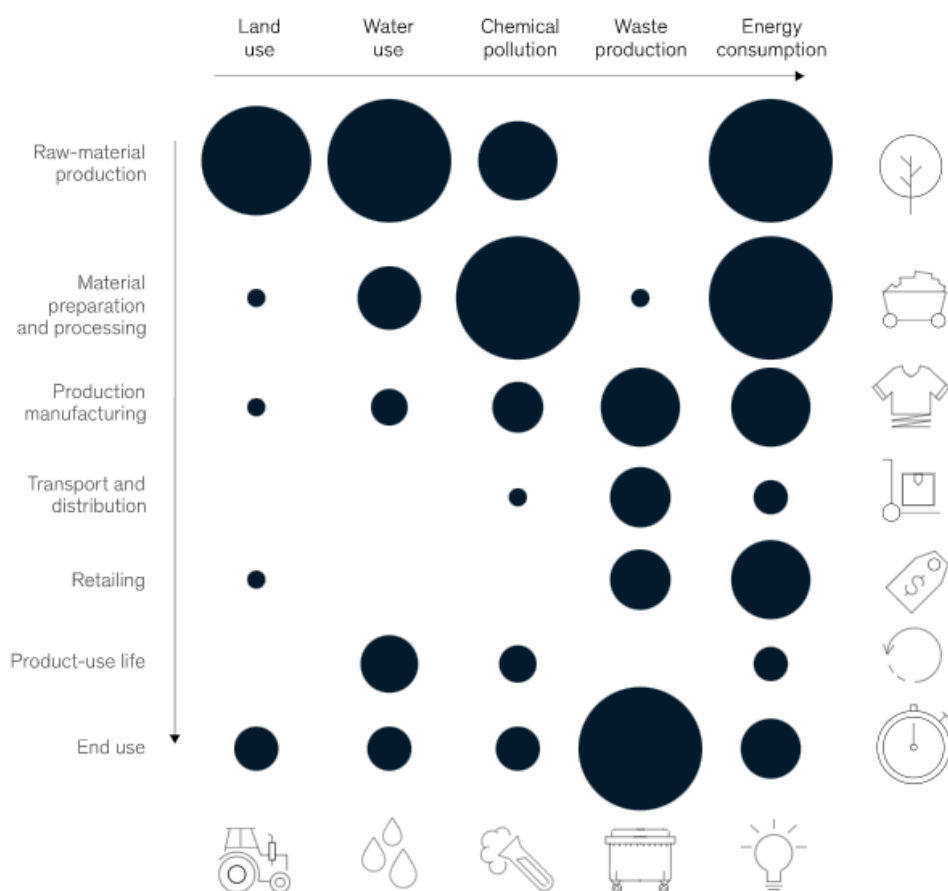 Land
use
Water
use
Chemical
pollution
Waste
production
Energy
consumption
Raw-material
production
Material
preparation
and processing
Production
manufacturing
Transport and
distribution
Retailing
$
Product-use life
End use